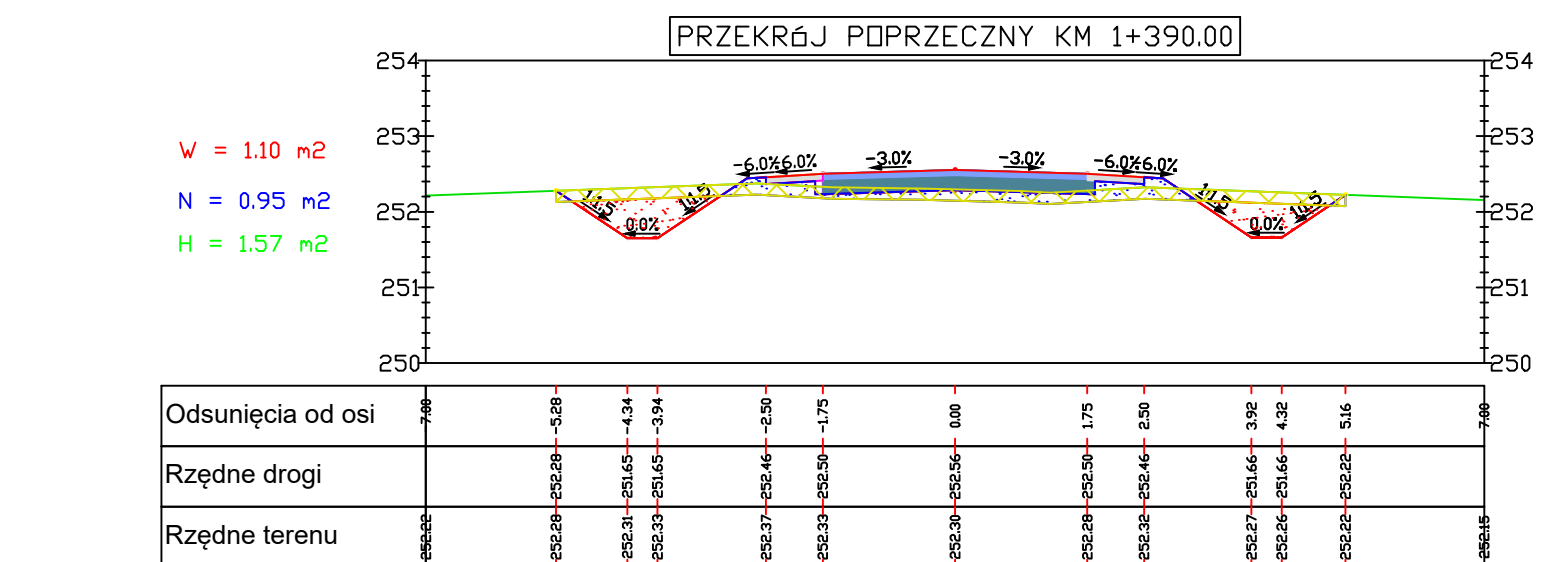 PRZEKRóJ POPRZECZNY KM 1+390.00
254 254
253 253
W = 1.10 m2
-6.0% -6.0% -3.0% -3.0% -6.0% -6.0%
N = 0.95 m2
1:1.5 1:1.5 1:1.5 1:1.5
252 252
0.0% 0.0%
H = 1.57 m2
251 251
250 250
Odsunięcia od osi 7.00 -5.28 -4.34 -3.94 -2.50 -1.75 0.00 1.75 2.50 3.92 4.32 5.16 7.00
Rzędne drogi 252.28 251.65 251.65 252.46 252.50 252.56 252.50 252.46 251.66 251.66 252.22
Rzędne terenu 252.22 252.28 252.31 252.33 252.37 252.33 252.30 252.28 252.32 252.27 252.26 252.22 252.15